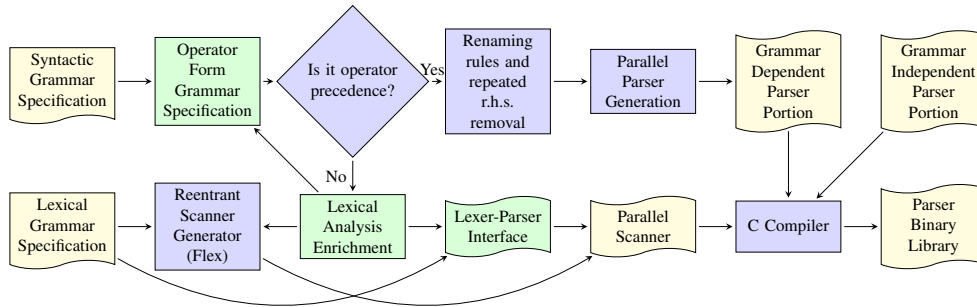 Syntactic
Grammar
Specification
Operator
Form
Grammar
Specification
Is it operator
precedence?
Yes
Renaming
rules and
repeated
r.h.s.
removal
Parallel
Parser
Generation
Grammar
Dependent
Parser
Portion
Grammar
Independent
Parser
Portion
No
Lexical
Grammar
Specification
Reentrant
Scanner
Generator
(Flex)
Lexical
Analysis
Enrichment
Lexer-Parser
Interface
Parallel
Scanner
C Compiler
Parser
Binary
Library